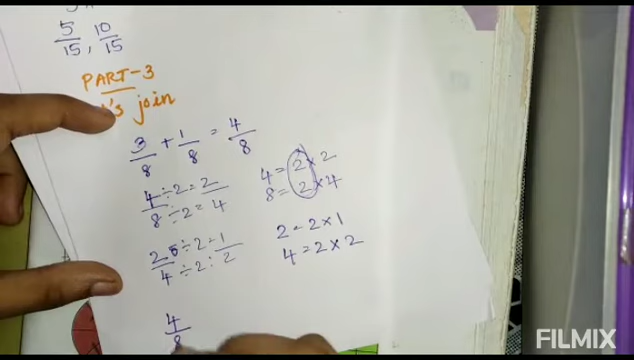 5/15, 10/15
PART-3
's join
3/8 + 1/8 = 4/8
4/8 ÷2=2/÷2=4
4 = 2 × 2
8 = 2 × 4
2/4 ÷2=1/÷2=2
2 = 2 × 1
4 = 2 × 2
4/8
FILMIX